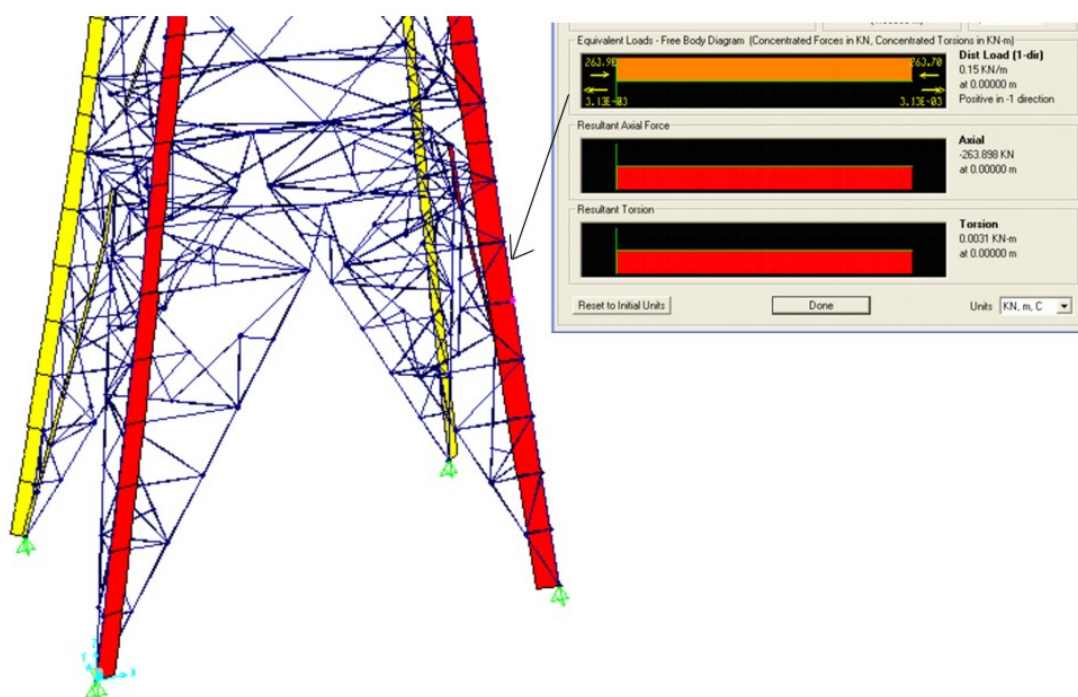 Equivalent Loads - Free Body Diagram (Concentrated Forces in KN, Concentrated Torsions in KN-m)
263.90
263.70
3.13E-03
3.13E-03
Dist Load (1-dir)
0.15 KN/m
at 0.00000 m
Positive in -1 direction
Resultant Axial Force
Axial
-263.898 KN
at 0.00000 m
Resultant Torsion
Torsion
0.0031 KN-m
at 0.00000 m
Reset to Initial Units
Done
Units
KN, m, C